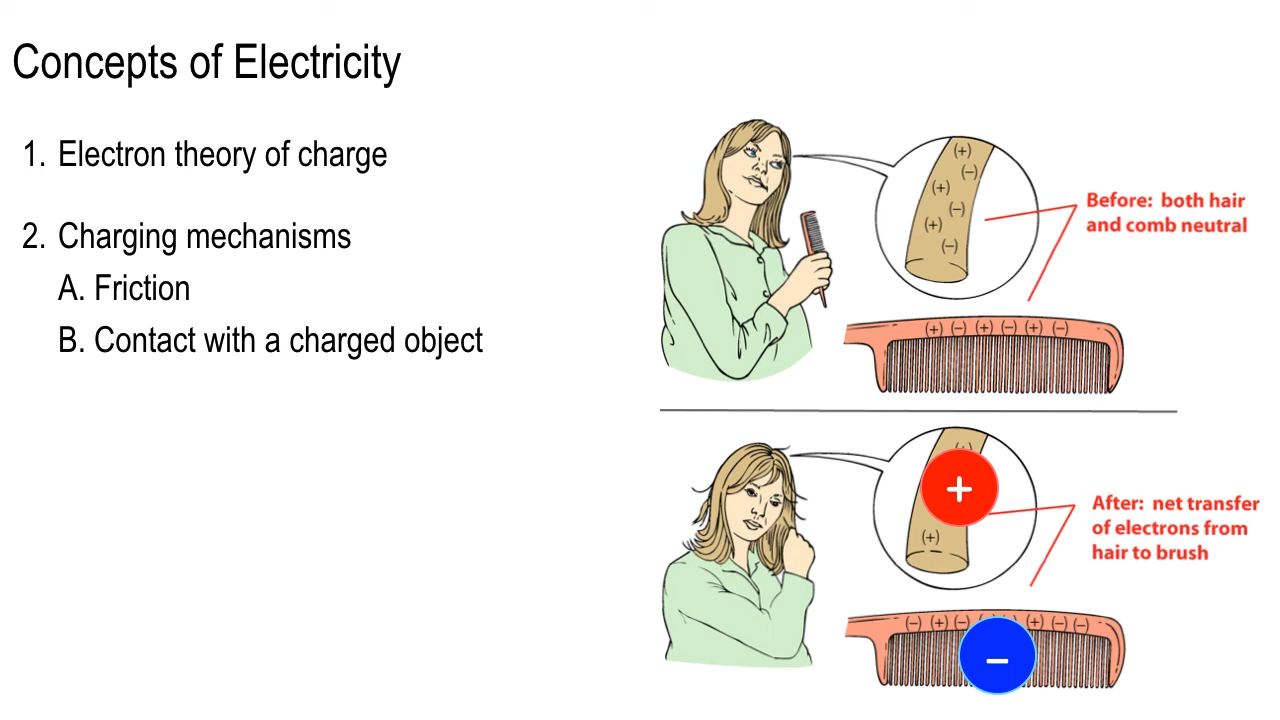 Concepts of Electricity
1. Electron theory of charge
2. Charging mechanisms
A. Friction
B. Contact with a charged object
(+)
(−)
(+)
(−)
(+)
(−)
Before: both hair
and comb neutral
(+) (−) (+) (−) (+) (−)
+
(+)
After: net transfer
of electrons from
hair to brush
(−) (+) (−) (+) (−) (−)
−